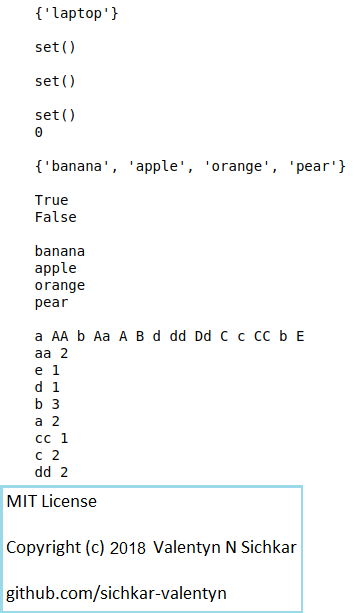 {'laptop'}
set()
set()
set()
0
{'banana', 'apple', 'orange', 'pear'}
True
False
banana
apple
orange
pear
a AA b Aa A B d dd Dd C c CC b E
aa 2
e 1
d 1
b 3
a 2
cc 1
c 2
dd 2
MIT License
Copyright (c) 2018 Valentyn N Sichkar
github.com/sichkar-valentyn